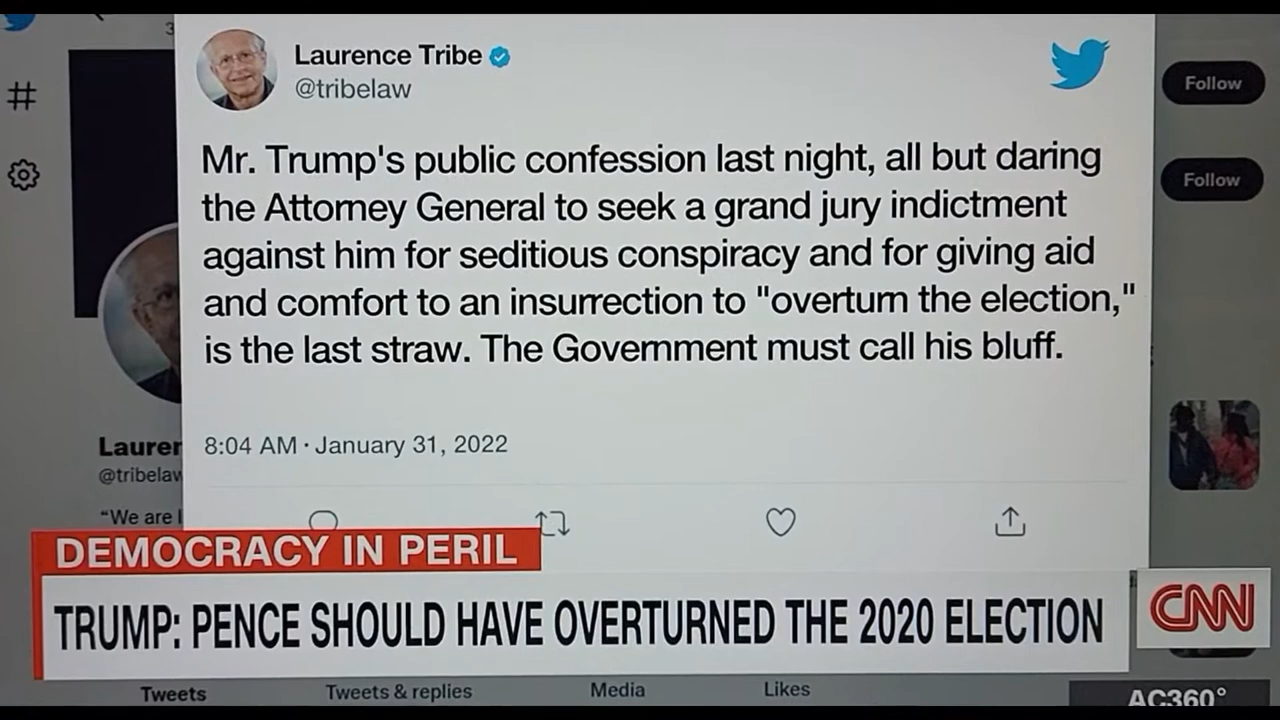 Laurence Tribe
@tribelaw
Follow
Mr. Trump's public confession last night, all but daring
the Attorney General to seek a grand jury indictment
Follow
against him for seditious conspiracy and for giving aid
and comfort to an insurrection to "overturn the election,"
is the last straw. The Government must call his bluff.
8:04 AM · January 31, 2022
Lauren
@tribelaw
"We are
DEMOCRACY IN PERIL
TRUMP: PENCE SHOULD HAVE OVERTURNED THE 2020 ELECTION
CNN
Tweets
Tweets & replies
Media
Likes
AC360°